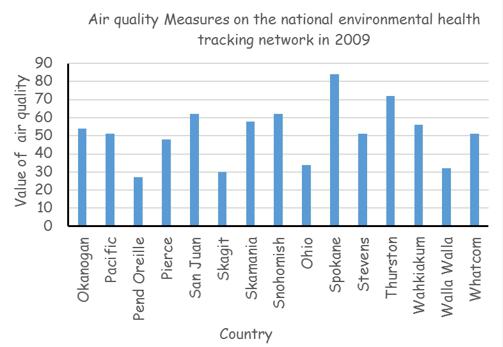 Air quality Measures on the national environmental health
tracking network in 2009
Value of air quality
90
80
70
60
50
40
30
20
10
0
Okanogan
Pacific
Pend Oreille
Pierce
San Juan
Skagit
Skamania
Snohomish
Ohio
Spokane
Stevens
Thurston
Wahkiakum
Walla Walla
Whatcom
Country